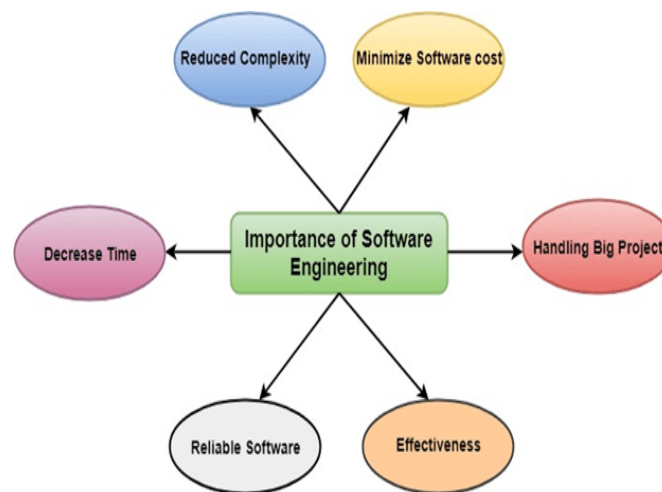 Reduced Complexity
Minimize Software cost
Importance of Software
Engineering
Decrease Time
Handling Big Project
Reliable Software
Effectiveness